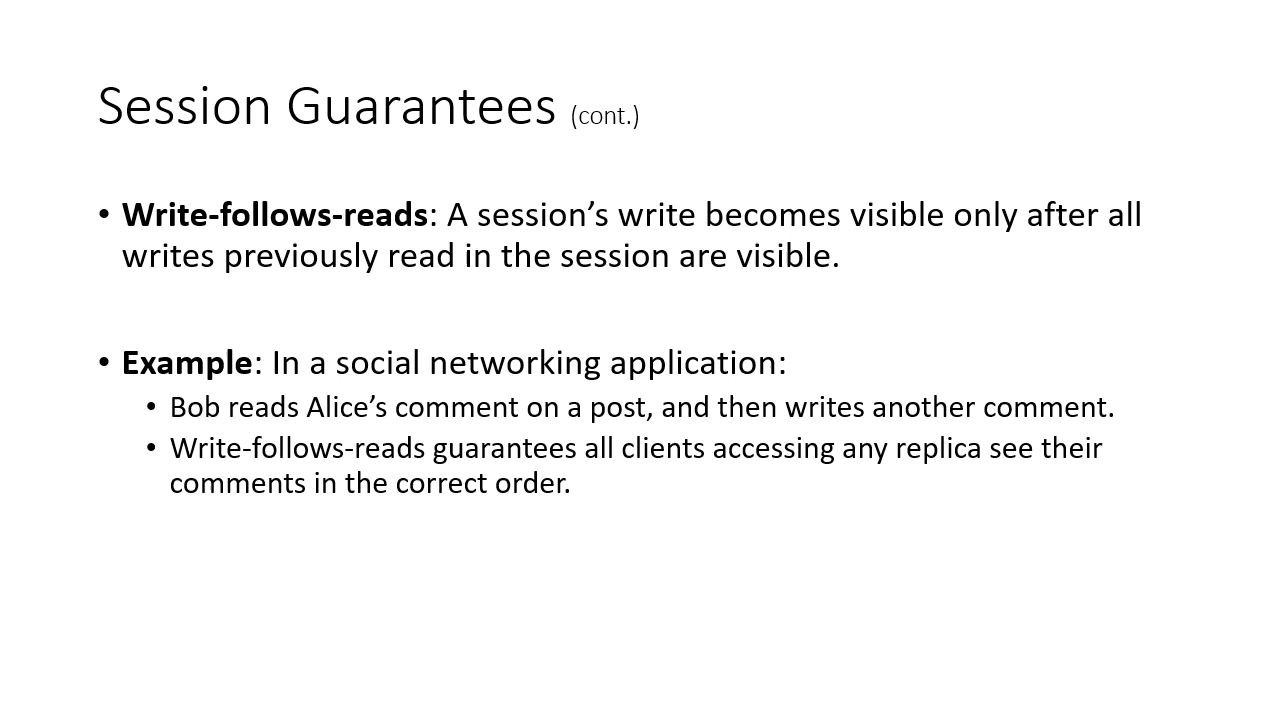 Session Guarantees (cont.)
• Write-follows-reads: A session’s write becomes visible only after all
writes previously read in the session are visible.
• Example: In a social networking application:
• Bob reads Alice’s comment on a post, and then writes another comment.
• Write-follows-reads guarantees all clients accessing any replica see their
comments in the correct order.